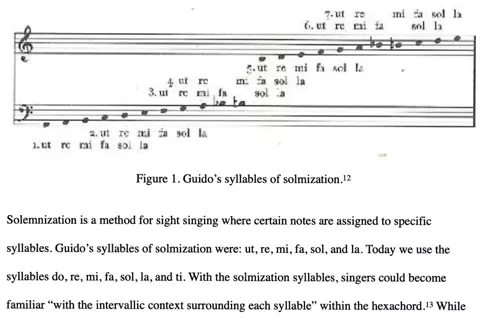 7. ut re mi fa sol la
6. ut re mi fa sol la
5. ut re mi fa sol la
4. ut re mi fa sol la
3. ut re mi fa sol la
2. ut re mi fa sol la
1. ut re mi fa sol la
Figure 1. Guido's syllables of solmization.12
Solemnization is a method for sight singing where certain notes are assigned to specific
syllables. Guido's syllables of solmization were: ut, re, mi, fa, sol, and la. Today we use the
syllables do, re, mi, fa, sol, la, and ti. With the solmization syllables, singers could become
familiar “with the intervallic context surrounding each syllable” within the hexachord.13 While